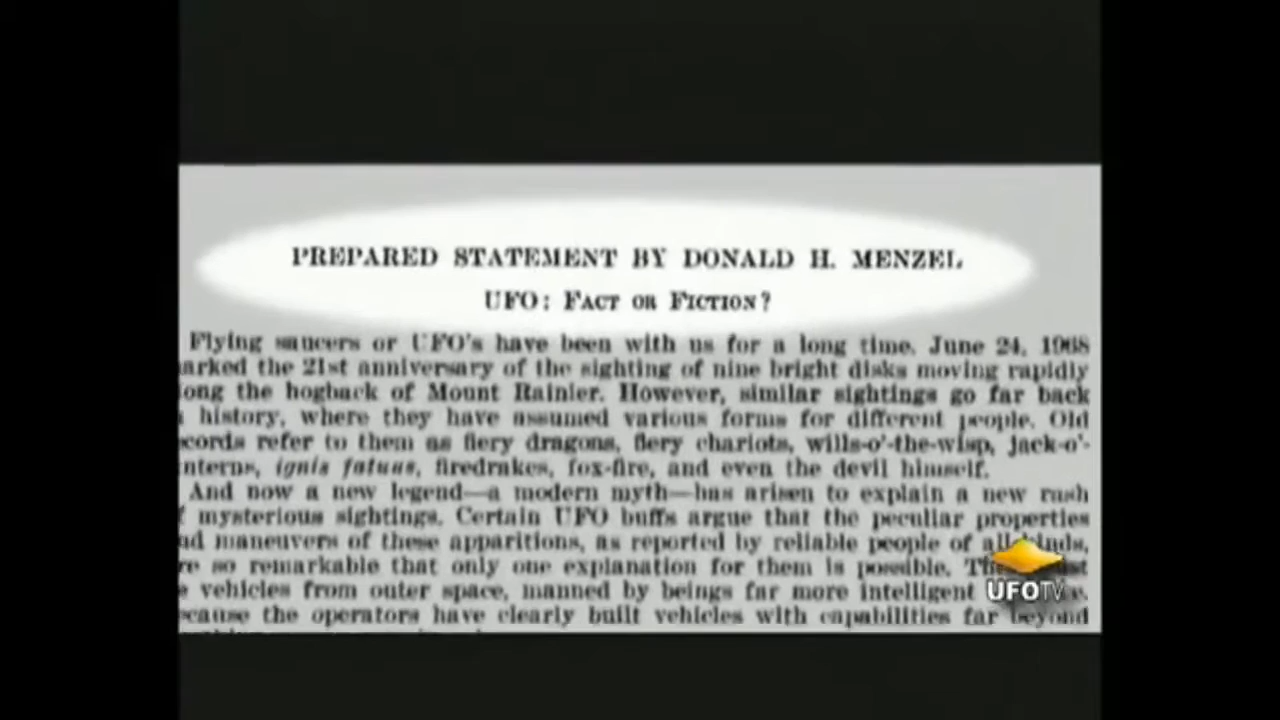 PREPARED STATEMENT BY DONALD H. MENZEL
UFO: FACT OR FICTION?
Flying saucers or UFO's have been with us for a long time. June 24, 1968
arked the 21st anniversary of the sighting of nine bright disks moving rapidly
ong the hogback of Mount Rainier. However, similar sightings go far back
history, where they have assumed various forms for different people. Old
cords refer to them as fiery dragons, fiery chariots, wills-o'-the-wisp, jack-o'-
nterns, ignis fatuus, firedrakes, fox-fire, and even the devil himself.
And now a new legend—a modern myth—has arisen to explain a new rash
f mysterious sightings. Certain UFO buffs argue that the peculiar properties
nd maneuvers of these apparitions, as reported by reliable people of all kinds,
re so remarkable that only one explanation for them is possible.
vehicles from outer space, manned by beings far more intelligent
ecause the operators have clearly built vehicles with capabilities far beyond
UFOTV